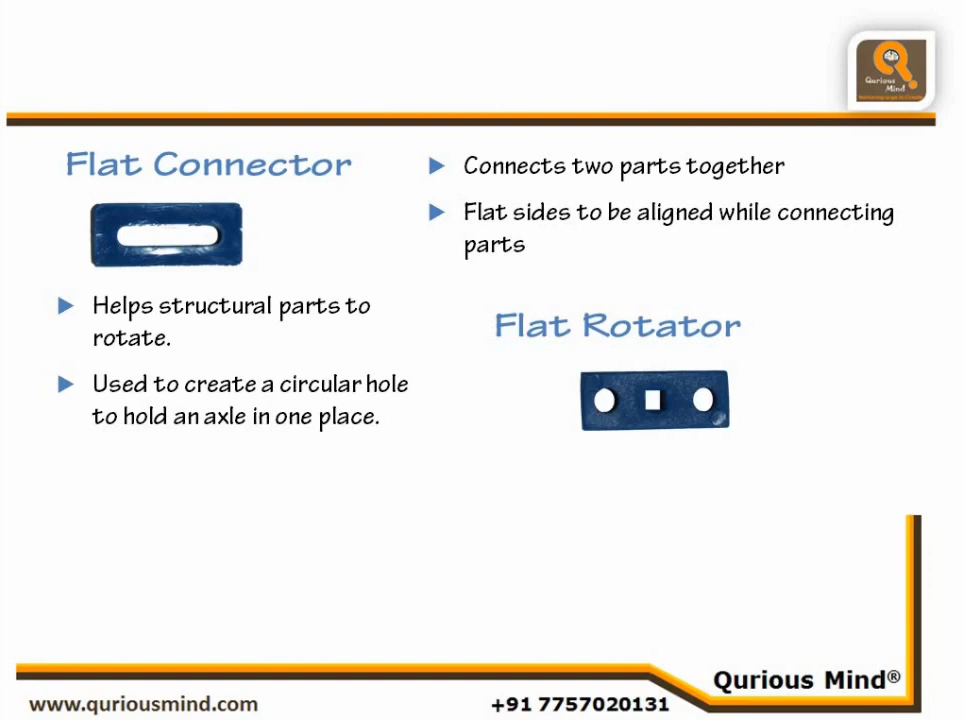 Qurious
Mind
Flat Connector
Connects two parts together
Flat sides to be aligned while connecting
parts
Helps structural parts to
rotate.
Used to create a circular hole
to hold an axle in one place.
Flat Rotator
Qurious Mind®
www.quriousmind.com
+91 7757020131